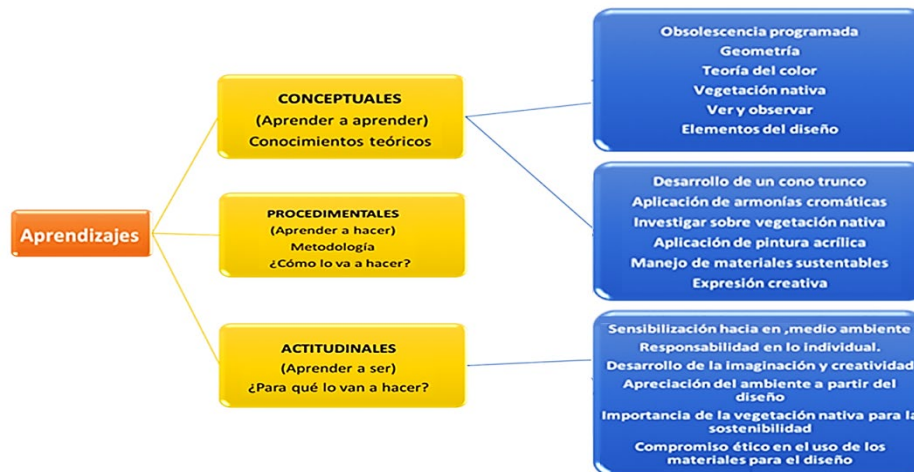 Aprendizajes
CONCEPTUALES
(Aprender a aprender)
Conocimientos teóricos
PROCEDIMENTALES
(Aprender a hacer)
Metodología
¿Cómo lo va a hacer?
ACTITUDINALES
(Aprender a ser)
¿Para qué lo van a hacer?
Obsolescencia programada
Geometría
Teoría del color
Vegetación nativa
Ver y observar
Elementos del diseño
Desarrollo de un cono trunco
Aplicación de armonías cromáticas
Investigar sobre vegetación nativa
Aplicación de pintura acrílica
Manejo de materiales sustentables
Expresión creativa
Sensibilización hacia en ,medio ambiente
Responsabilidad en lo individual.
Desarrollo de la imaginación y creatividad
Apreciación del ambiente a partir del
diseño
Importancia de la vegetación nativa para la
sostenibilidad
Compromiso ético en el uso de los
materiales para el diseño